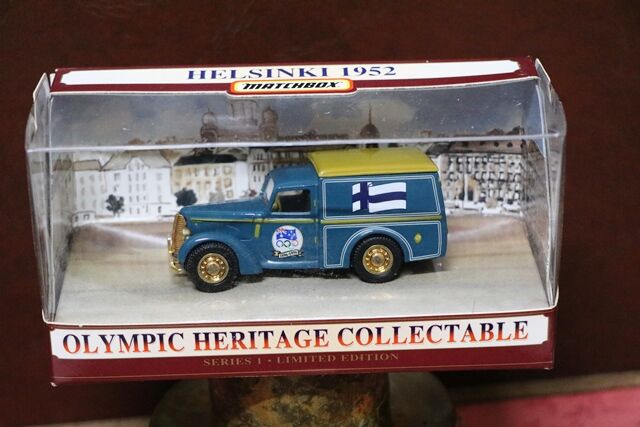 HELSINKI 1952
MATCHBOX
OLYMPIC HERITAGE COLLECTABLE
SERIES 1 • LIMITED EDITION